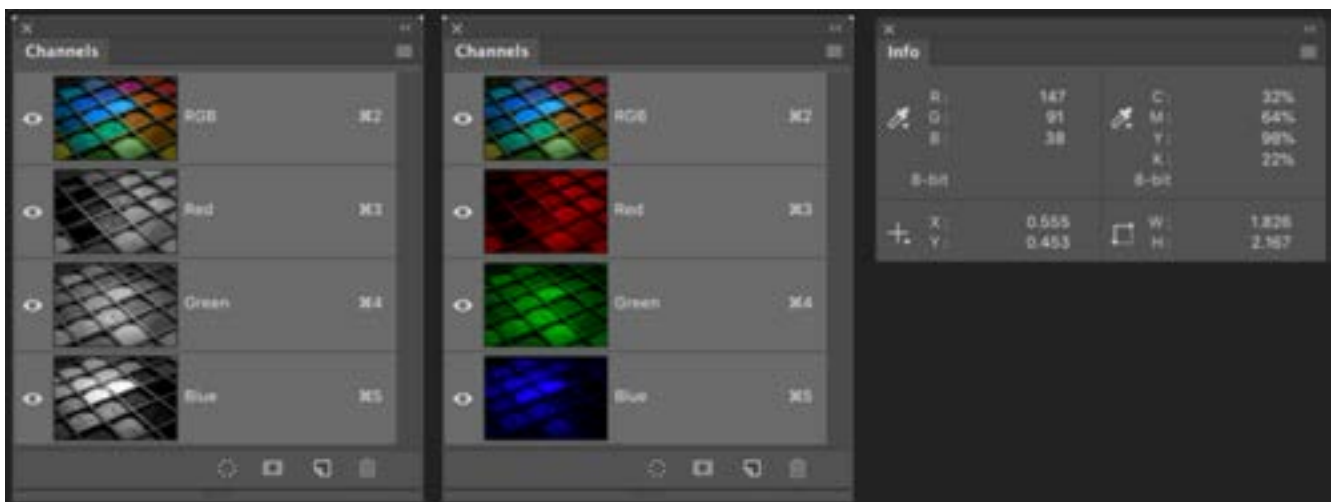 Channels
RGB ⌘2
Red ⌘3
Green ⌘4
Blue ⌘5
Channels
RGB ⌘2
Red ⌘3
Green ⌘4
Blue ⌘5
Info
R: 147
G: 91
B: 38
8-bit
C: 32%
M: 64%
Y: 98%
K: 22%
8-bit
X: 0.555
Y: 0.453
W: 1.826
H: 2.167